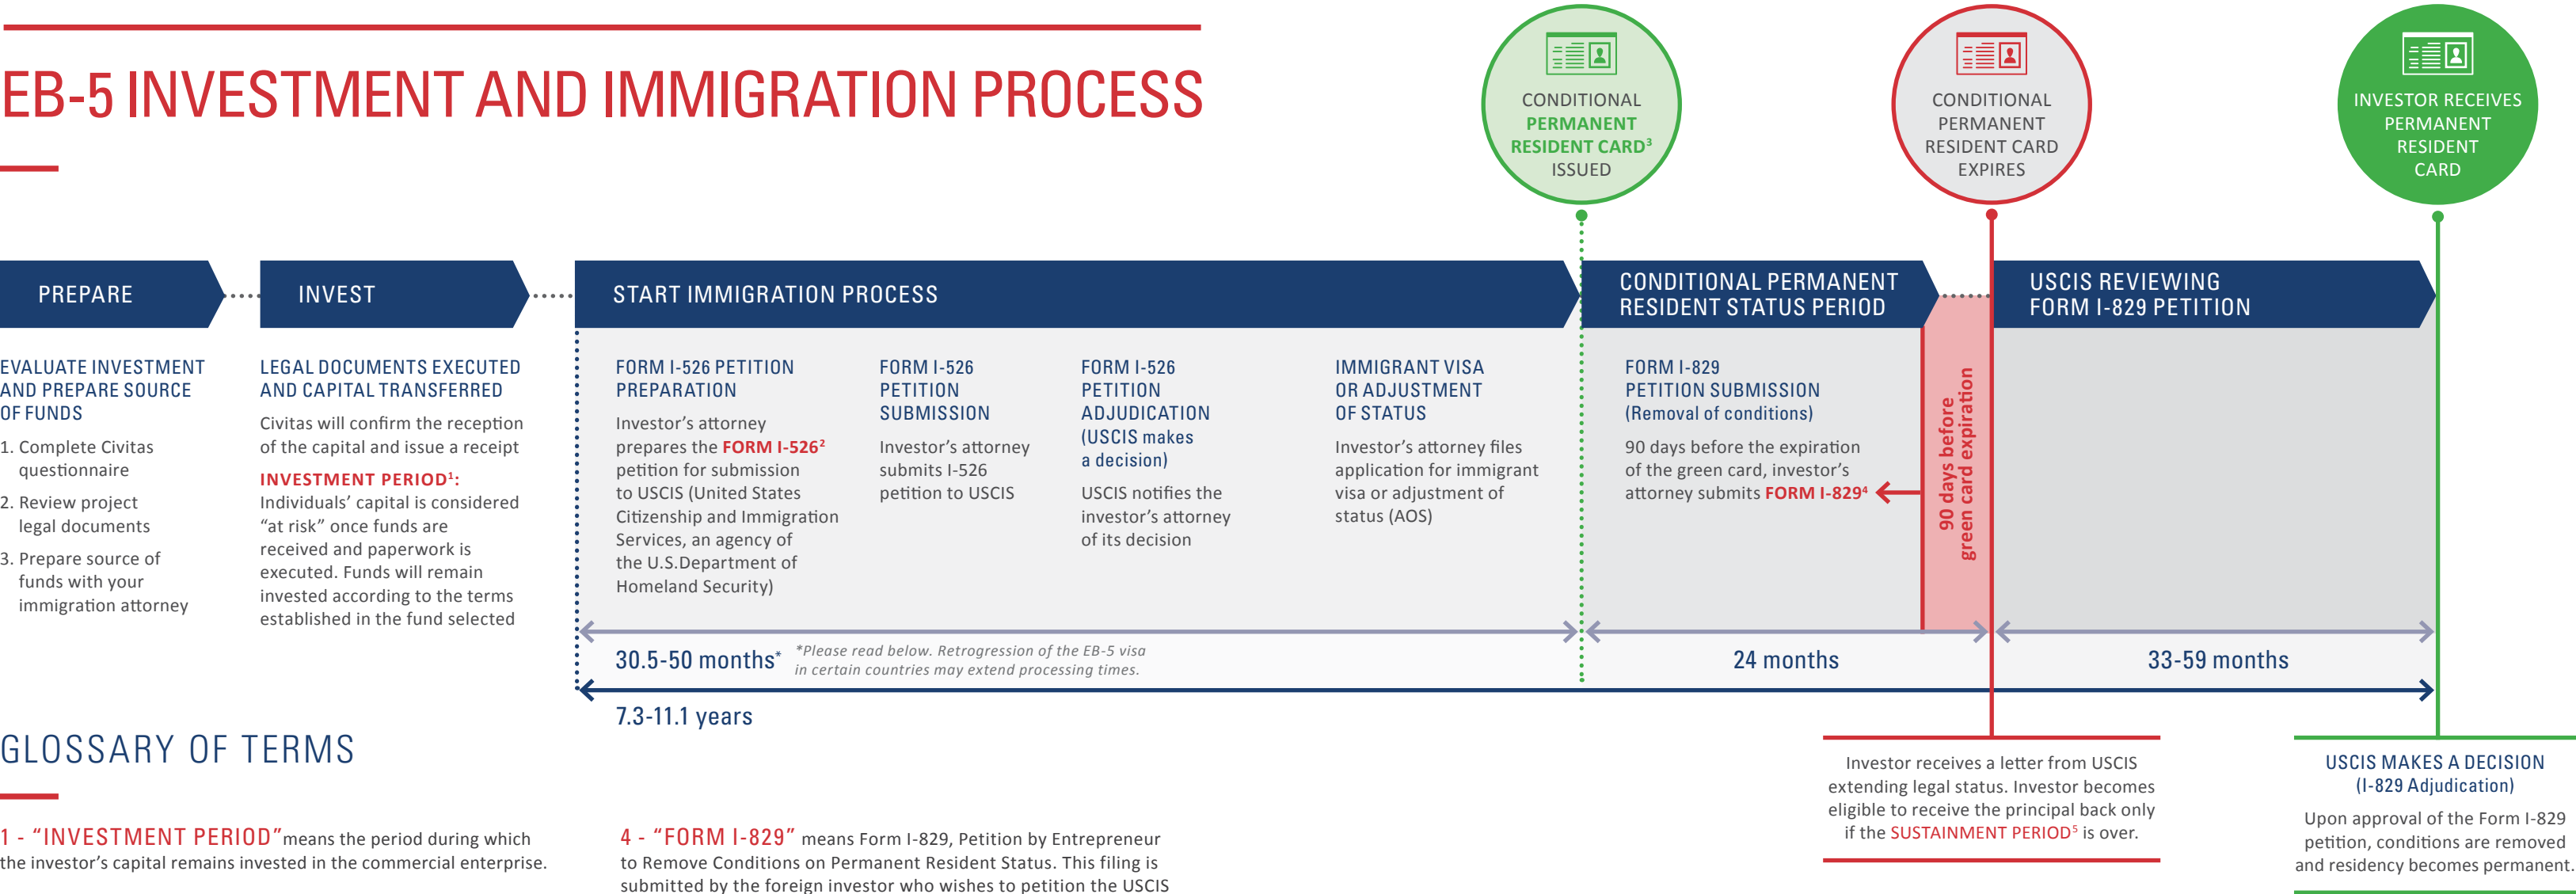 EB-5 INVESTMENT AND IMMIGRATION PROCESS
CONDITIONAL
PERMANENT
RESIDENT CARD³
ISSUED
CONDITIONAL
PERMANENT
RESIDENT CARD
EXPIRES
INVESTOR RECEIVES
PERMANENT
RESIDENT
CARD
PREPARE
INVEST
START IMMIGRATION PROCESS
CONDITIONAL PERMANENT
RESIDENT STATUS PERIOD
USCIS REVIEWING
FORM I-829 PETITION
EVALUATE INVESTMENT
AND PREPARE SOURCE
OF FUNDS
1. Complete Civitas
questionnaire
2. Review project
legal documents
3. Prepare source of
funds with your
immigration attorney
LEGAL DOCUMENTS EXECUTED
AND CAPITAL TRANSFERRED
Civitas will confirm the reception
of the capital and issue a receipt
INVESTMENT PERIOD¹:
Individuals’ capital is considered
“at risk” once funds are
received and paperwork is
executed. Funds will remain
invested according to the terms
established in the fund selected
FORM I-526 PETITION
PREPARATION
Investor’s attorney
prepares the FORM I-526²
petition for submission
to USCIS (United States
Citizenship and Immigration
Services, an agency of
the U.S.Department of
Homeland Security)
FORM I-526
PETITION
SUBMISSION
Investor’s attorney
submits I-526
petition to USCIS
FORM I-526
PETITION
ADJUDICATION
(USCIS makes
a decision)
USCIS notifies the
investor’s attorney
of its decision
IMMIGRANT VISA
OR ADJUSTMENT
OF STATUS
Investor’s attorney files
application for immigrant
visa or adjustment of
status (AOS)
FORM I-829
PETITION SUBMISSION
(Removal of conditions)
90 days before the expiration
of the green card, investor’s
attorney submits FORM I-829⁴
90 days before
green card expiration
30.5-50 months*
*Please read below. Retrogression of the EB-5 visa
in certain countries may extend processing times.
24 months
33-59 months
7.3-11.1 years
Investor receives a letter from USCIS
extending legal status. Investor becomes
eligible to receive the principal back only
if the SUSTAINMENT PERIOD⁵ is over.
USCIS MAKES A DECISION
(I-829 Adjudication)
Upon approval of the Form I-829
petition, conditions are removed
and residency becomes permanent.
GLOSSARY OF TERMS
1 - “INVESTMENT PERIOD”means the period during which
the investor’s capital remains invested in the commercial enterprise.
4 - “FORM I-829” means Form I-829, Petition by Entrepreneur
to Remove Conditions on Permanent Resident Status. This filing is
submitted by the foreign investor who wishes to petition the USCIS